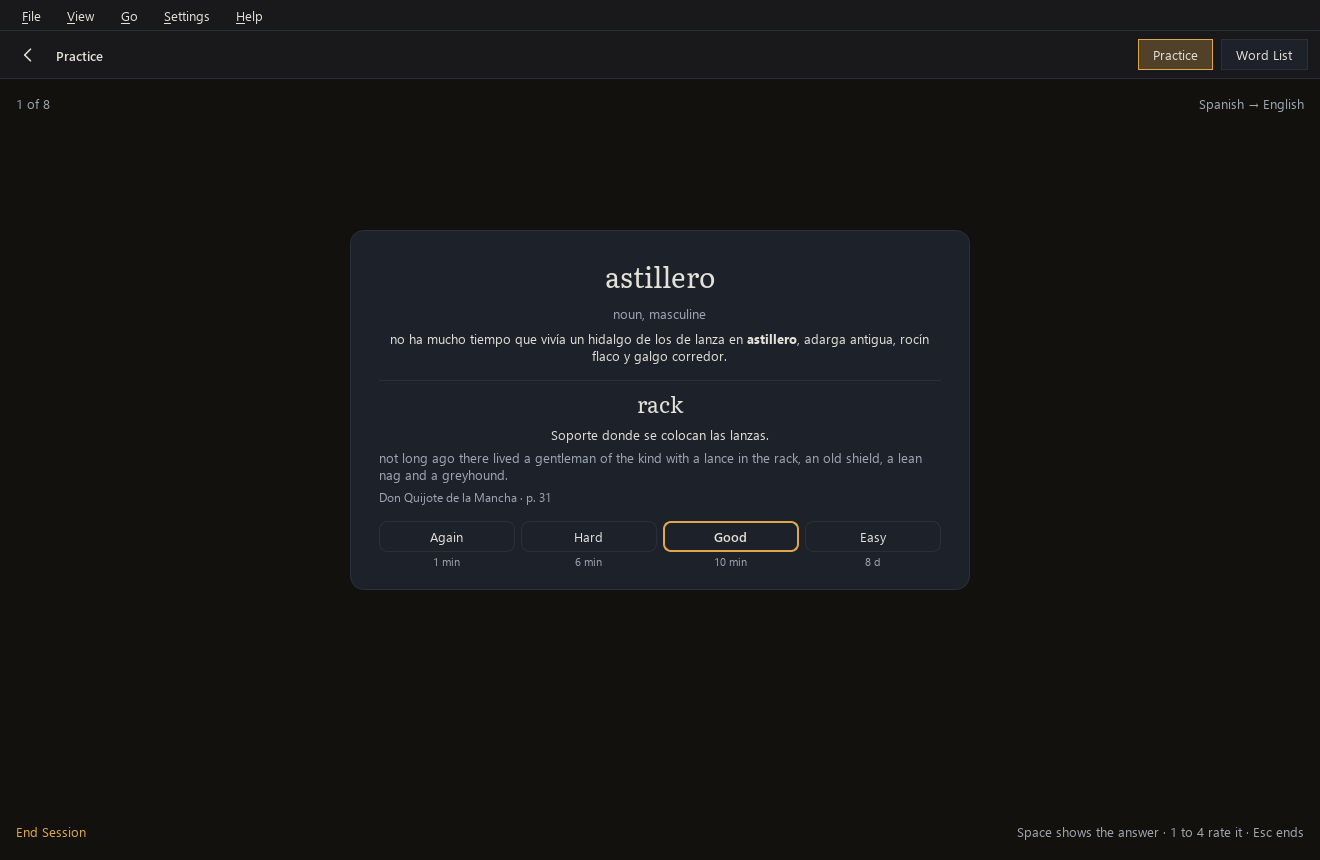 File View Go Settings Help
Practice Practice Word List
1 of 8 Spanish → English
astillero
noun, masculine
no ha mucho tiempo que vivía un hidalgo de los de lanza en astillero, adarga antigua, rocín
flaco y galgo corredor.
rack
Soporte donde se colocan las lanzas.
not long ago there lived a gentleman of the kind with a lance in the rack, an old shield, a lean
nag and a greyhound.
Don Quijote de la Mancha · p. 31
Again Hard Good Easy
1 min 6 min 10 min 8 d
End Session Space shows the answer · 1 to 4 rate it · Esc ends